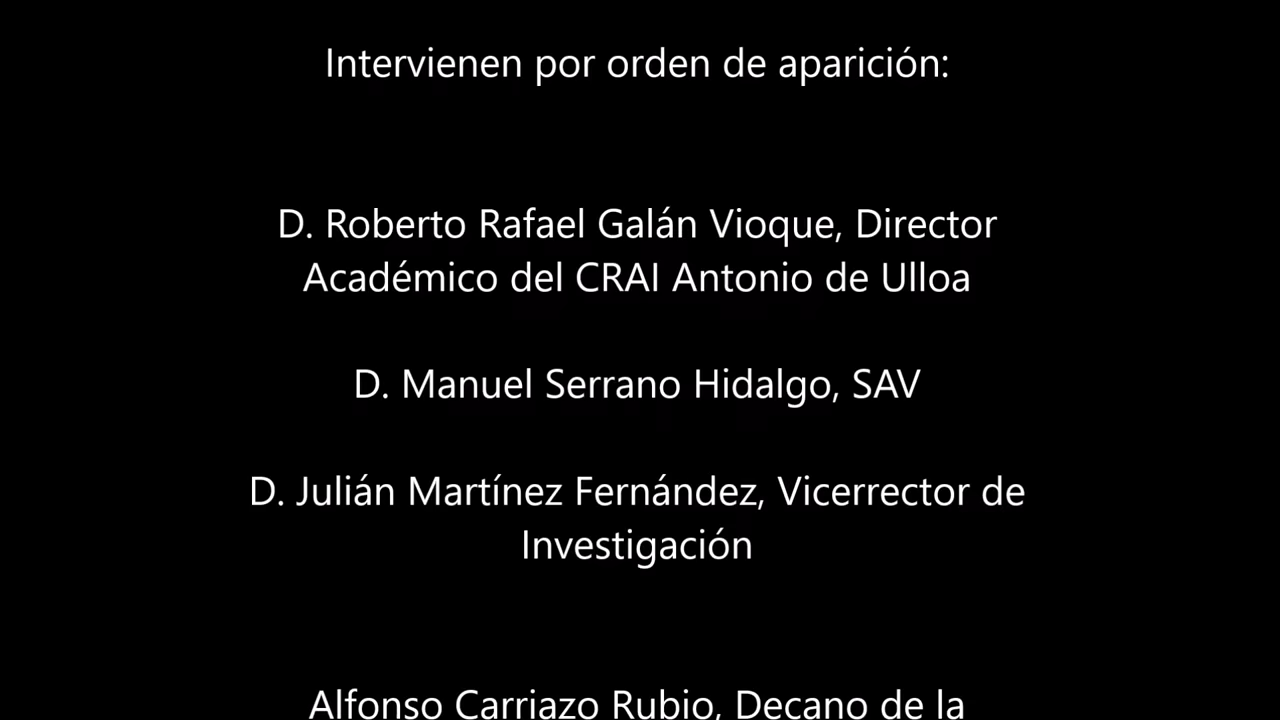 Intervienen por orden de aparición:
D. Roberto Rafael Galán Vioque, Director
Académico del CRAI Antonio de Ulloa
D. Manuel Serrano Hidalgo, SAV
D. Julián Martínez Fernández, Vicerrector de
Investigación
Alfonso Carriazo Rubio, Decano de la